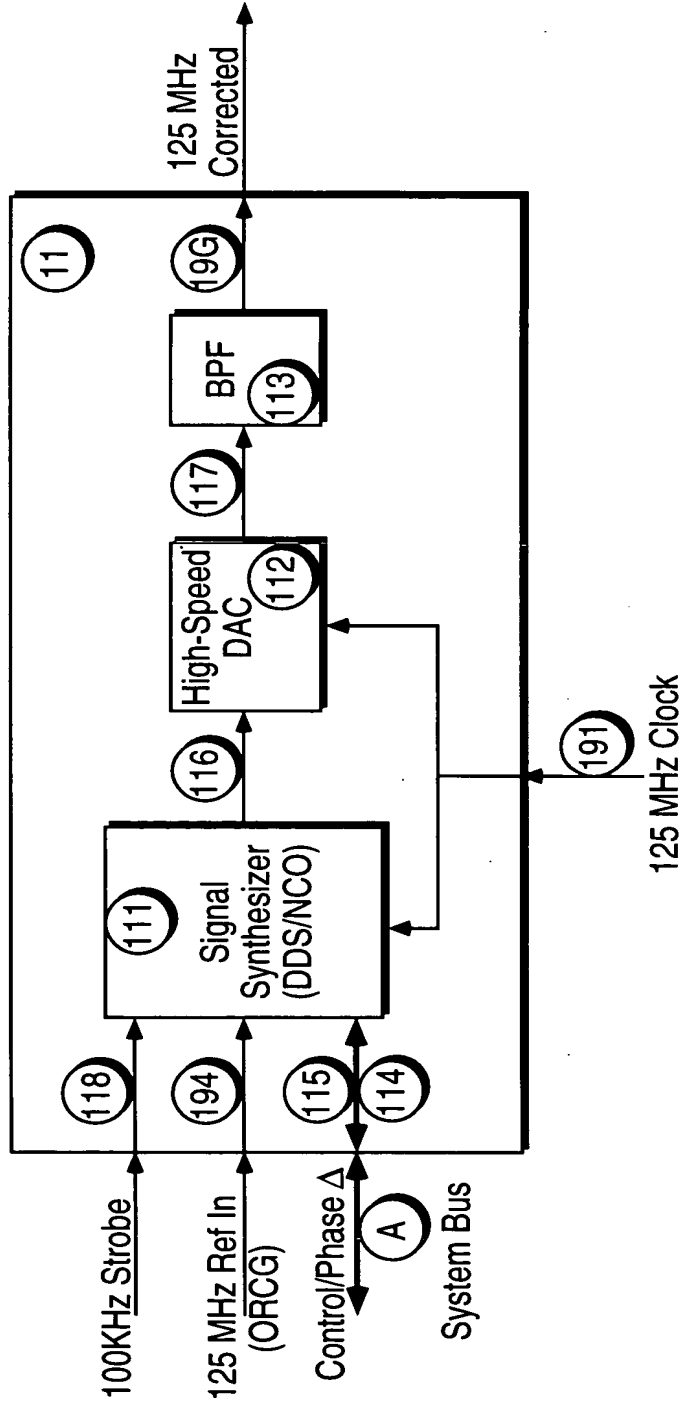 11
100KHz Strobe
118
125 MHz Ref In
(ORCG)
194
Control/Phase Δ
A
System Bus
115
114
111
Signal
Synthesizer
(DDS/NCO)
116
High-Speed
DAC
112
117
BPF
113
19G
125 MHz
Corrected
191
125 MHz Clock